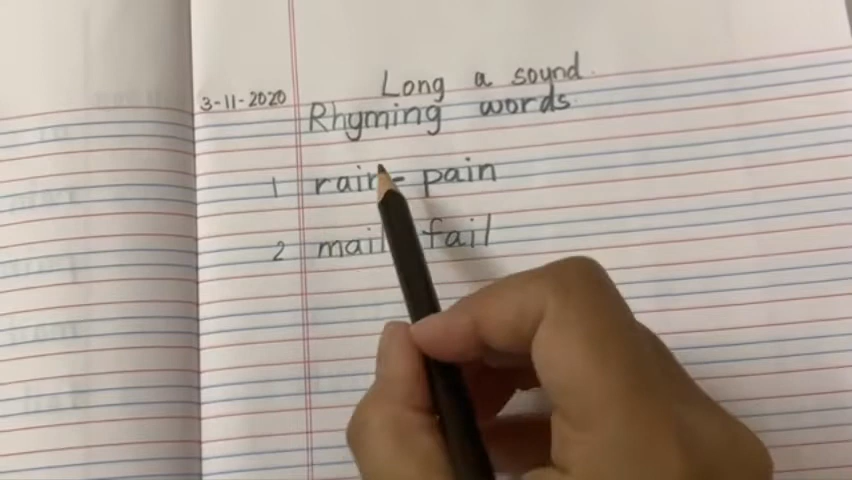 Long a sound.
3-11-2020 Rhyming words.
1 rain - pain
2 mail fail